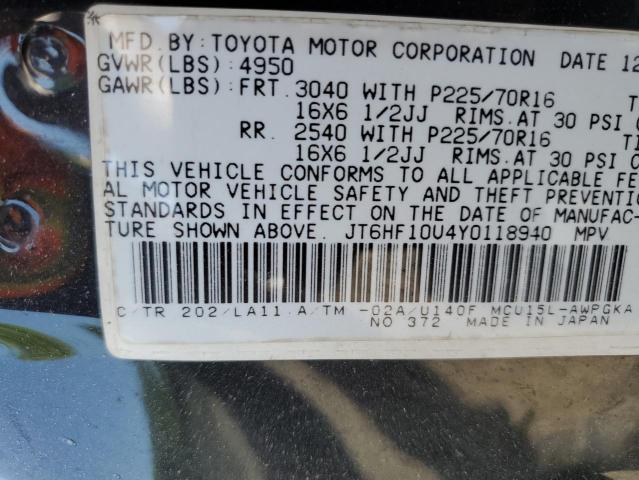 MFD.BY:TOYOTA MOTOR CORPORATION DATE 12
GVWR(LBS):4950
GAWR(LBS):FRT. 3040 WITH P225/70R16
16X6 1/2JJ RIMS.AT 30 PSI
RR. 2540 WITH P225/70R16
16X6 1/2JJ RIMS.AT 30 PSI
THIS VEHICLE CONFORMS TO ALL APPLICABLE FE
AL MOTOR VEHICLE SAFETY AND THEFT PREVENTI
STANDARDS IN EFFECT ON THE DATE OF MANUFAC-
TURE SHOWN ABOVE. JT6HF10U4Y0118940 MPV
C/TR 202/LA11.A/TM -02A/U140F MCU15L-AWPGKA
NO 372 MADE IN JAPAN